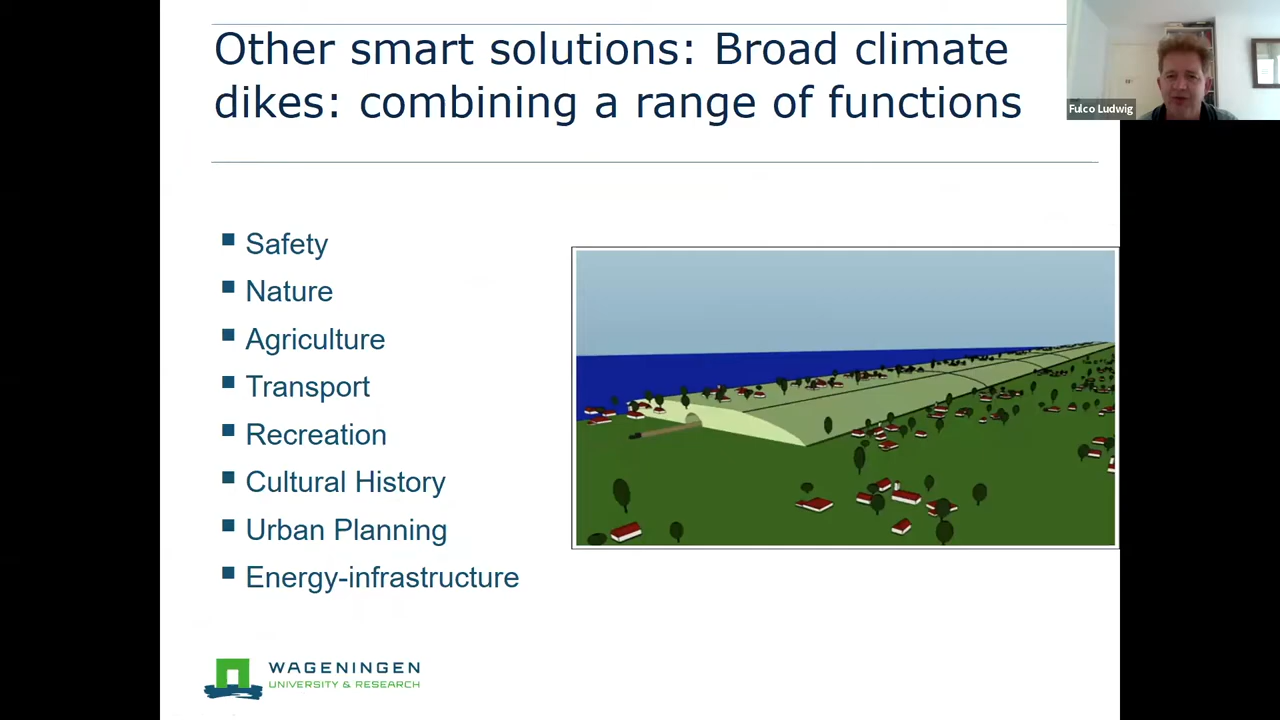 Other smart solutions: Broad climate
dikes: combining a range of functions
Fulco Ludwig
Safety
Nature
Agriculture
Transport
Recreation
Cultural History
Urban Planning
Energy-infrastructure
WAGENINGEN
UNIVERSITY & RESEARCH